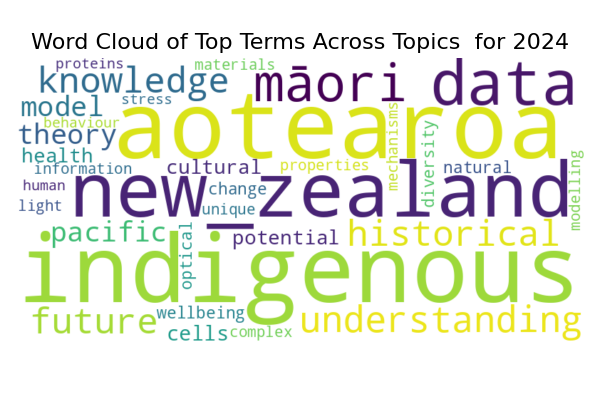 Word Cloud of Top Terms Across Topics  for 2024
proteins
materials
knowledge
māori
data
model
stress
aotearoa
behaviour
theory
mechanisms
diversity
health
information
cultural
properties
natural
modelling
human
new_zealand
change
light
unique
pacific
optical
potential
historical
indigenous
future
wellbeing
understanding
cells
complex